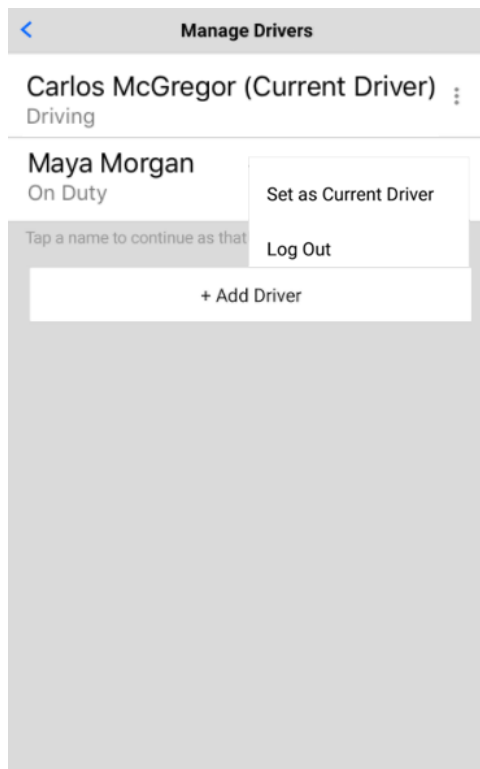 Manage Drivers
Carlos McGregor (Current Driver)
Driving
Maya Morgan
On Duty
Set as Current Driver
Tap a name to continue as that
Log Out
+ Add Driver